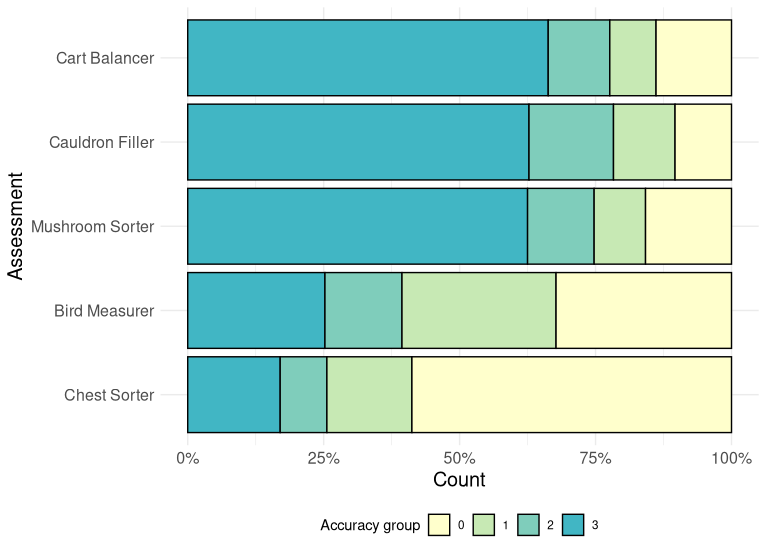 Assessment
Cart Balancer
Cauldron Filler
Mushroom Sorter
Bird Measurer
Chest Sorter
0% 25% 50% 75% 100%
Count
Accuracy group 0 1 2 3